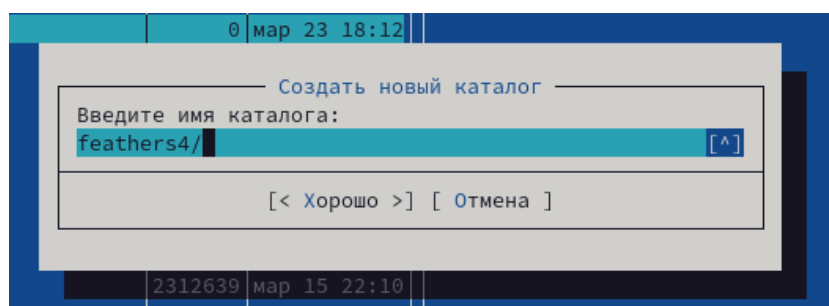 0 мар 23 18:12
Создать новый каталог
Введите имя каталога:
feathers4/ [^]
[< Хорошо >] [ Отмена ]
2312639 мар 15 22:10